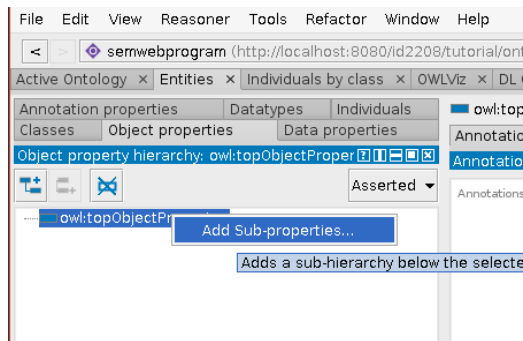 File Edit View Reasoner Tools Refactor Window Help
< > semwebprogram (http://localhost:8080/id2208/tutorial/on
Active Ontology × Entities × Individuals by class × OWLViz × DL
Annotation properties Datatypes Individuals
Classes Object properties Data properties
Object property hierarchy: owl:topObjectProper
Asserted
owl:topObjectPr
Add Sub-properties...
Adds a sub-hierarchy below the selecte
owl:top
Annotatio
Annotatio
Annotations